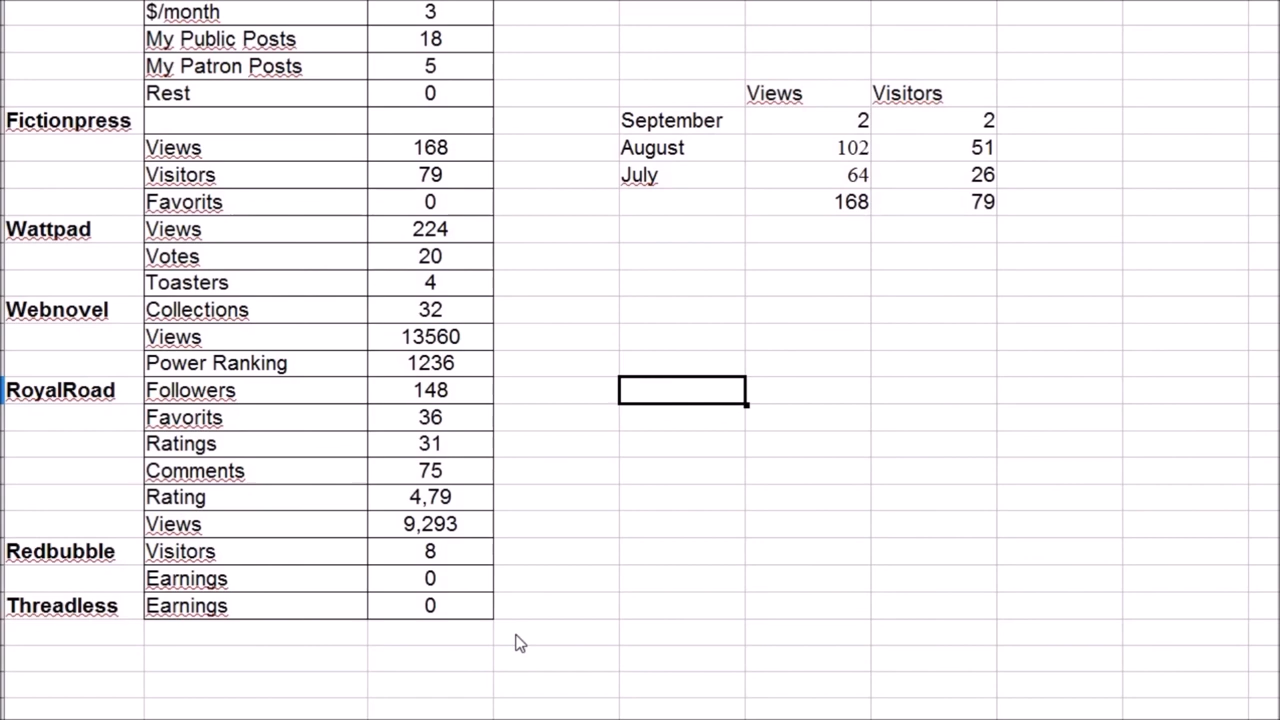 $/month 3
My Public Posts 18
My Patron Posts 5
Rest 0 Views Visitors
Fictionpress September 2 2
Views 168 August 102 51
Visitors 79 July 64 26
Favorits 0 168 79
Wattpad Views 224
Votes 20
Toasters 4
Webnovel Collections 32
Views 13560
Power Ranking 1236
RoyalRoad Followers 148
Favorits 36
Ratings 31
Comments 75
Rating 4,79
Views 9,293
Redbubble Visitors 8
Earnings 0
Threadless Earnings 0